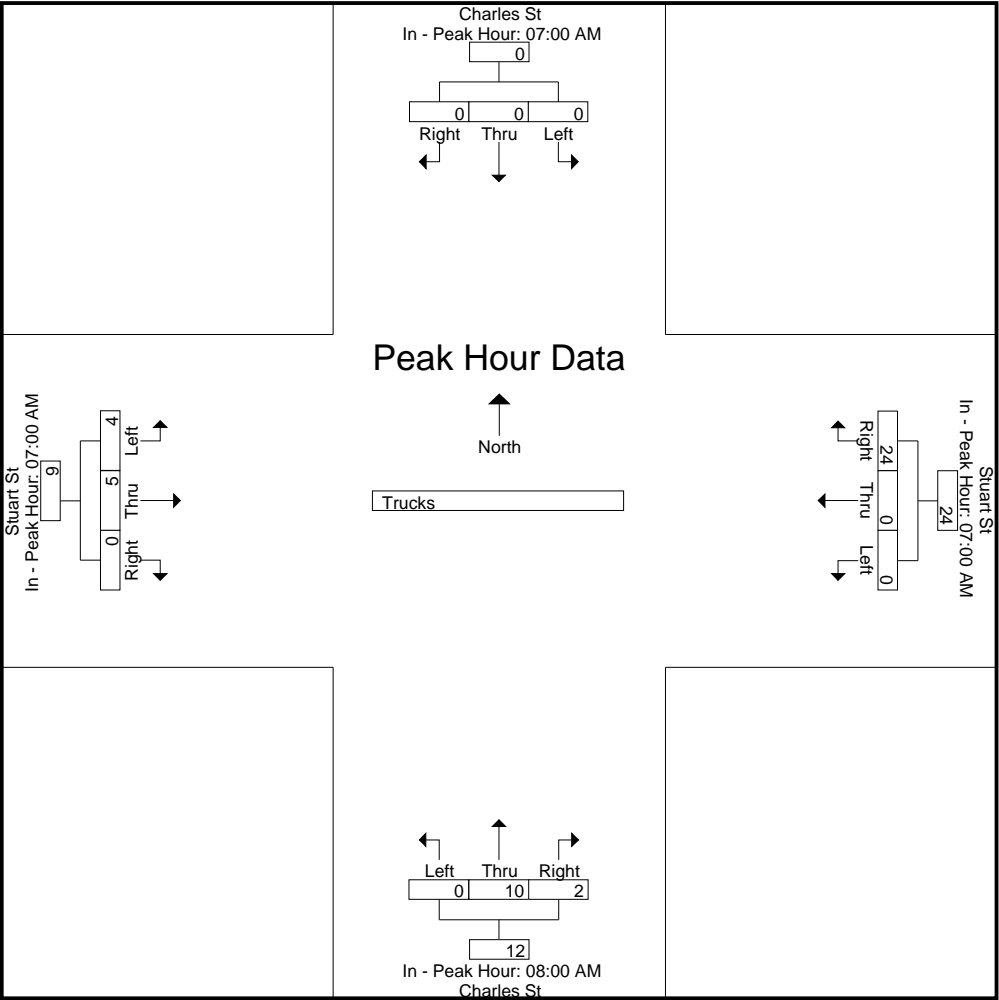 Charles St
In - Peak Hour: 07:00 AM
0
0 0 0
Right Thru Left
Peak Hour Data
North
Trucks
Stuart St
In - Peak Hour: 07:00 AM
9
4 5 0
Left Thru Right
Stuart St
In - Peak Hour: 07:00 AM
24
24 0 0
Right Thru Left
Left Thru Right
0 10 2
12
In - Peak Hour: 08:00 AM
Charles St